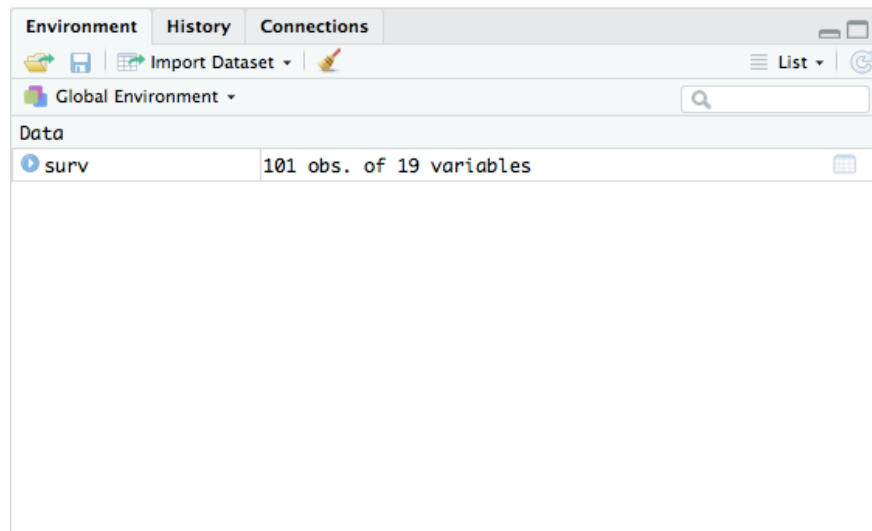 Environment History Connections
Import Dataset List
Global Environment
Data
surv 101 obs. of 19 variables